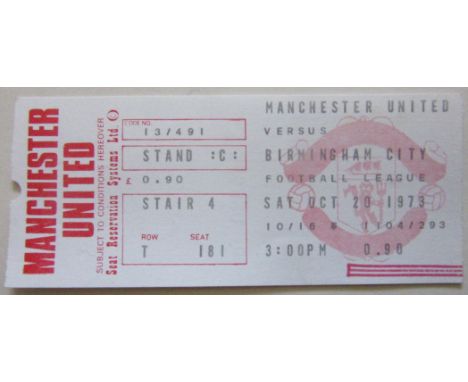 MANCHESTER
UNITED
SUBJECT TO CONDITIONS HEREOVER
Seat Reservation Systems Ltd.
CODE NO.
13/491
STAND :C:
£
0.90
STAIR 4
ROW SEAT
T 181
MANCHESTER UNITED
VERSUS
BIRMINGHAM CITY
FOOTBALL LEAGUE
SAT OCT 20 1973
10/16 * 1104/293
3:00PM 0.90